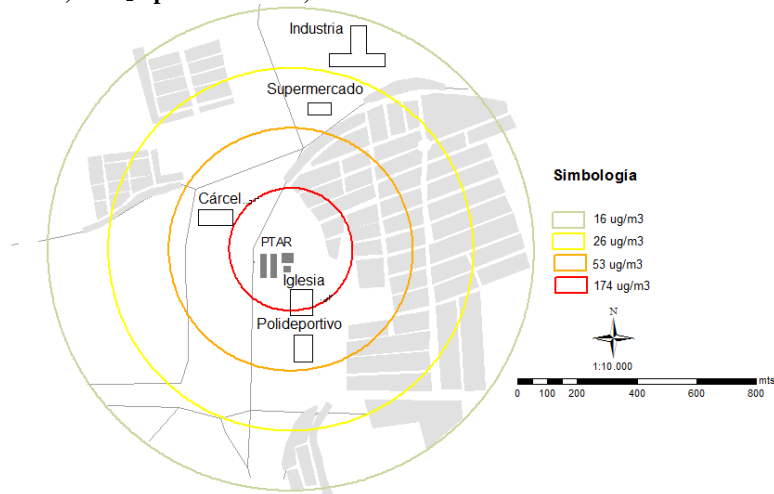 Industria
Supermercado
Cárcel
PTAR
Iglesia
Polideportivo
Simbología
16 ug/m3
26 ug/m3
53 ug/m3
174 ug/m3
N
1:10.000
mts
0 100 200 400 600 800